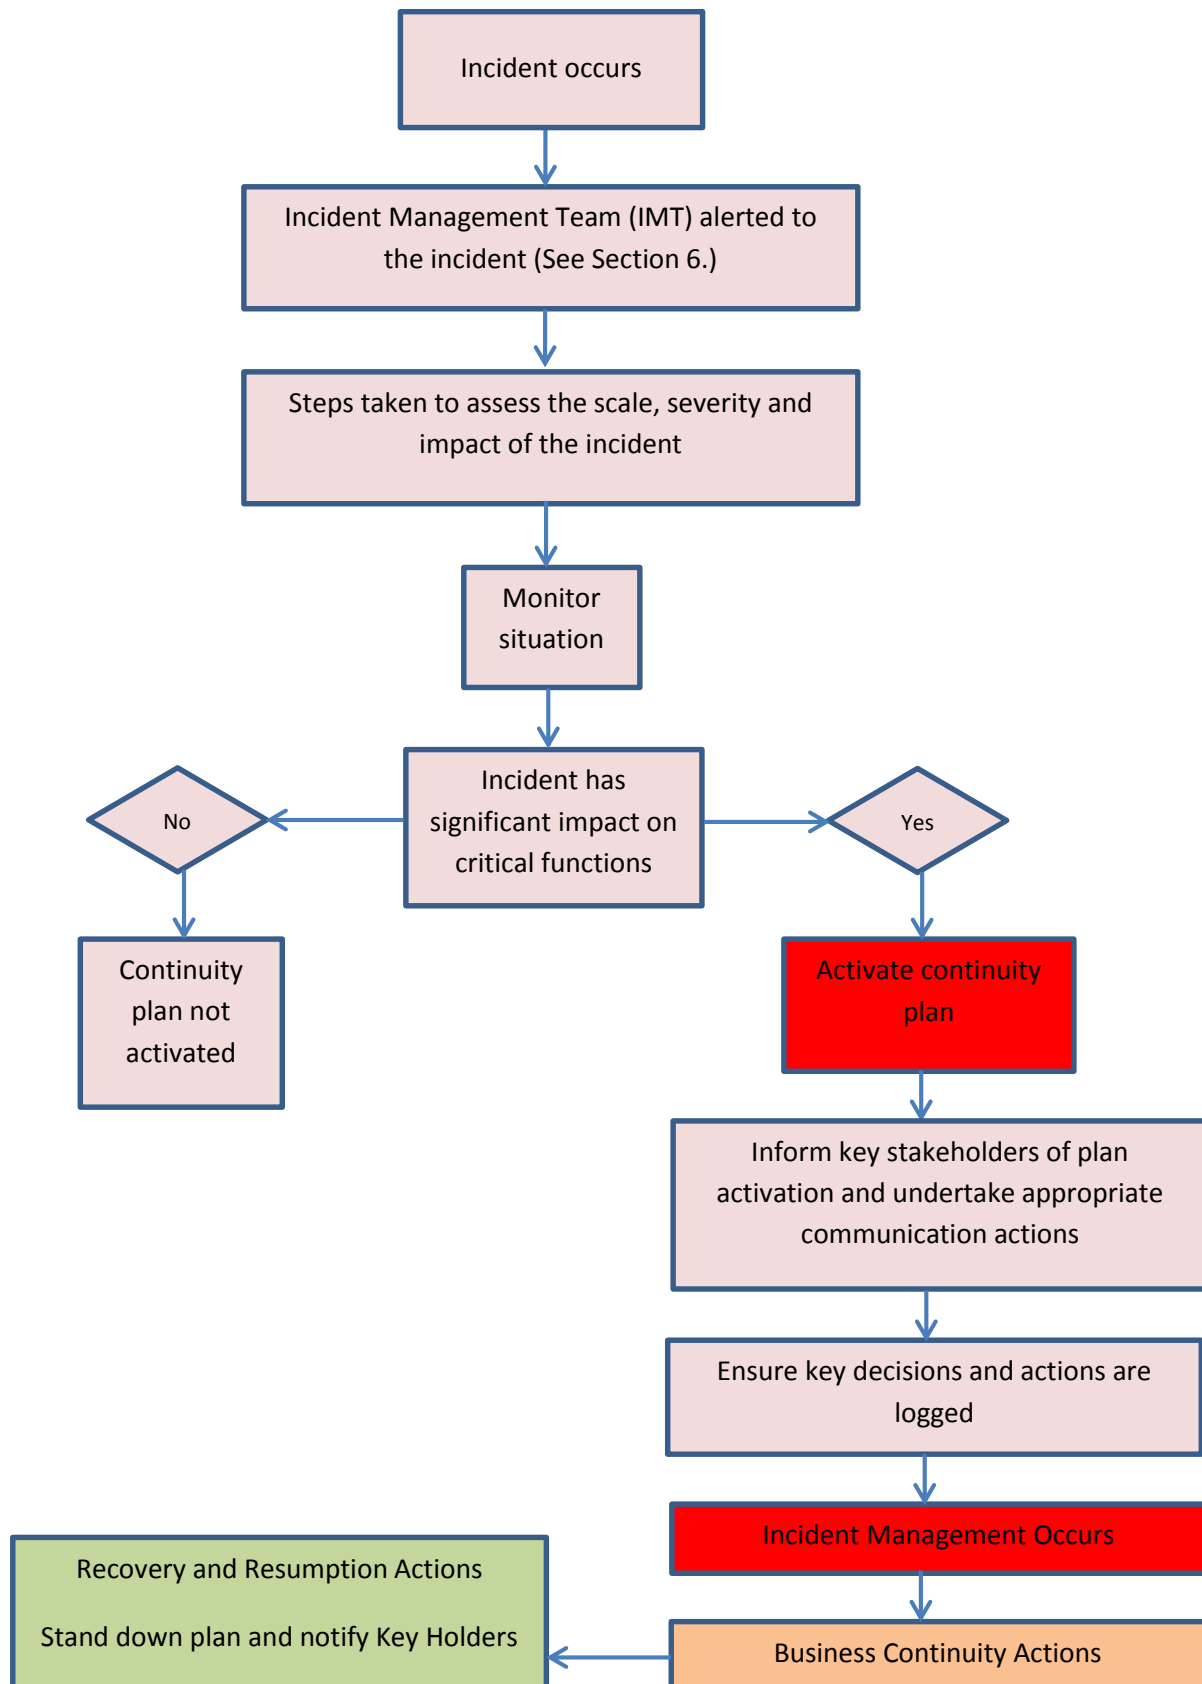 Incident occurs
Incident Management Team (IMT) alerted to
the incident (See Section 6.)
Steps taken to assess the scale, severity and
impact of the incident
Monitor
situation
Incident has
significant impact on
critical functions
No
Yes
Continuity
plan not
activated
Activate continuity
plan
Inform key stakeholders of plan
activation and undertake appropriate
communication actions
Ensure key decisions and actions are
logged
Incident Management Occurs
Business Continuity Actions
Recovery and Resumption Actions
Stand down plan and notify Key Holders